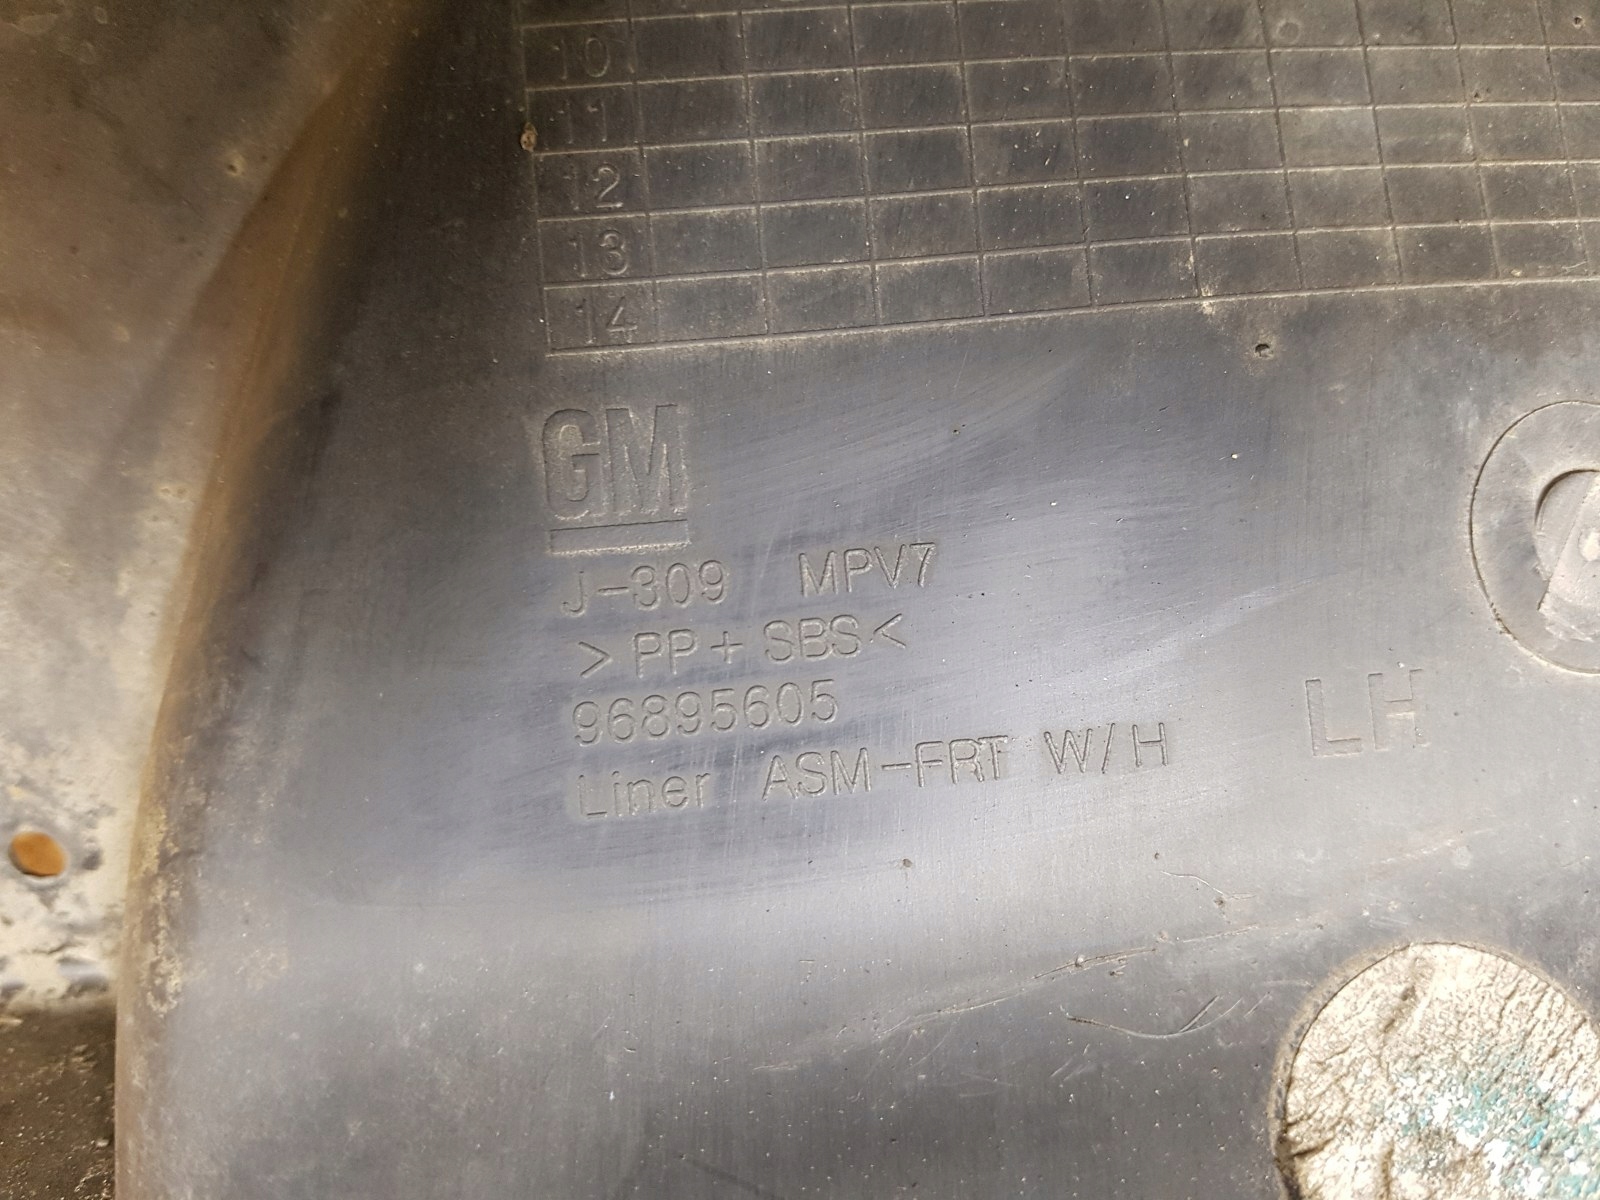 10
11
12
13
14
GM
J-309 MPV7
>PP+SBS<
96895605
Liner ASM-FRT W/H LH